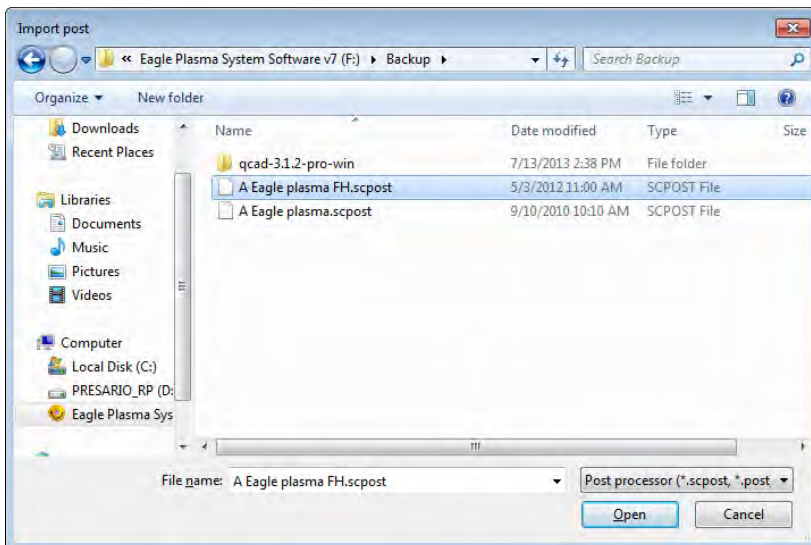 Import post
« Eagle Plasma System Software v7 (F:) ▸ Backup ▸ Search Backup
Organize New folder
Downloads
Recent Places
Libraries
Documents
Music
Pictures
Videos
Computer
Local Disk (C:)
PRESARIO_RP (D:
Eagle Plasma Sys
Name Date modified Type Size
qcad-3.1.2-pro-win 7/13/2013 2:38 PM File folder
A Eagle plasma FH.scpost 5/3/2012 11:00 AM SCPOST File
A Eagle plasma.scpost 9/10/2010 10:10 AM SCPOST File
File name: A Eagle plasma FH.scpost Post processor (*.scpost, *.post
Open Cancel